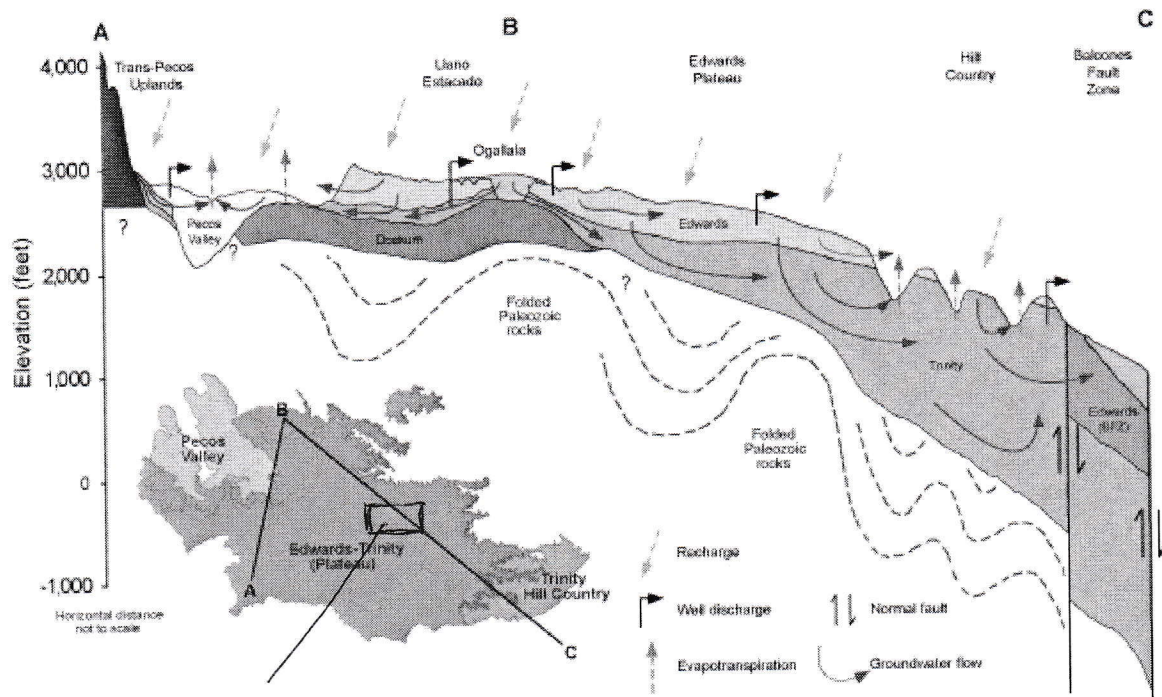 A
B
C
4,000
3,000
2,000
1,000
0
-1,000
Elevation (feet)
Trans-Pecos
Uplands
Llano
Estacado
Edwards
Plateau
Hill
Country
Balcones
Fault
Zone
Ogallala
?
Pecos
Valley
?
Dockum
Edwards
?
Folded
Paleozoic
rocks
Trinity
Edwards
(BFZ)
Folded
Paleozoic
rocks
B
Pecos
Valley
Edwards-Trinity
(Plateau)
Trinity
Hill Country
A
C
Horizontal distance
not to scale
Recharge
Well discharge
Normal fault
Evapotranspiration
Groundwater flow